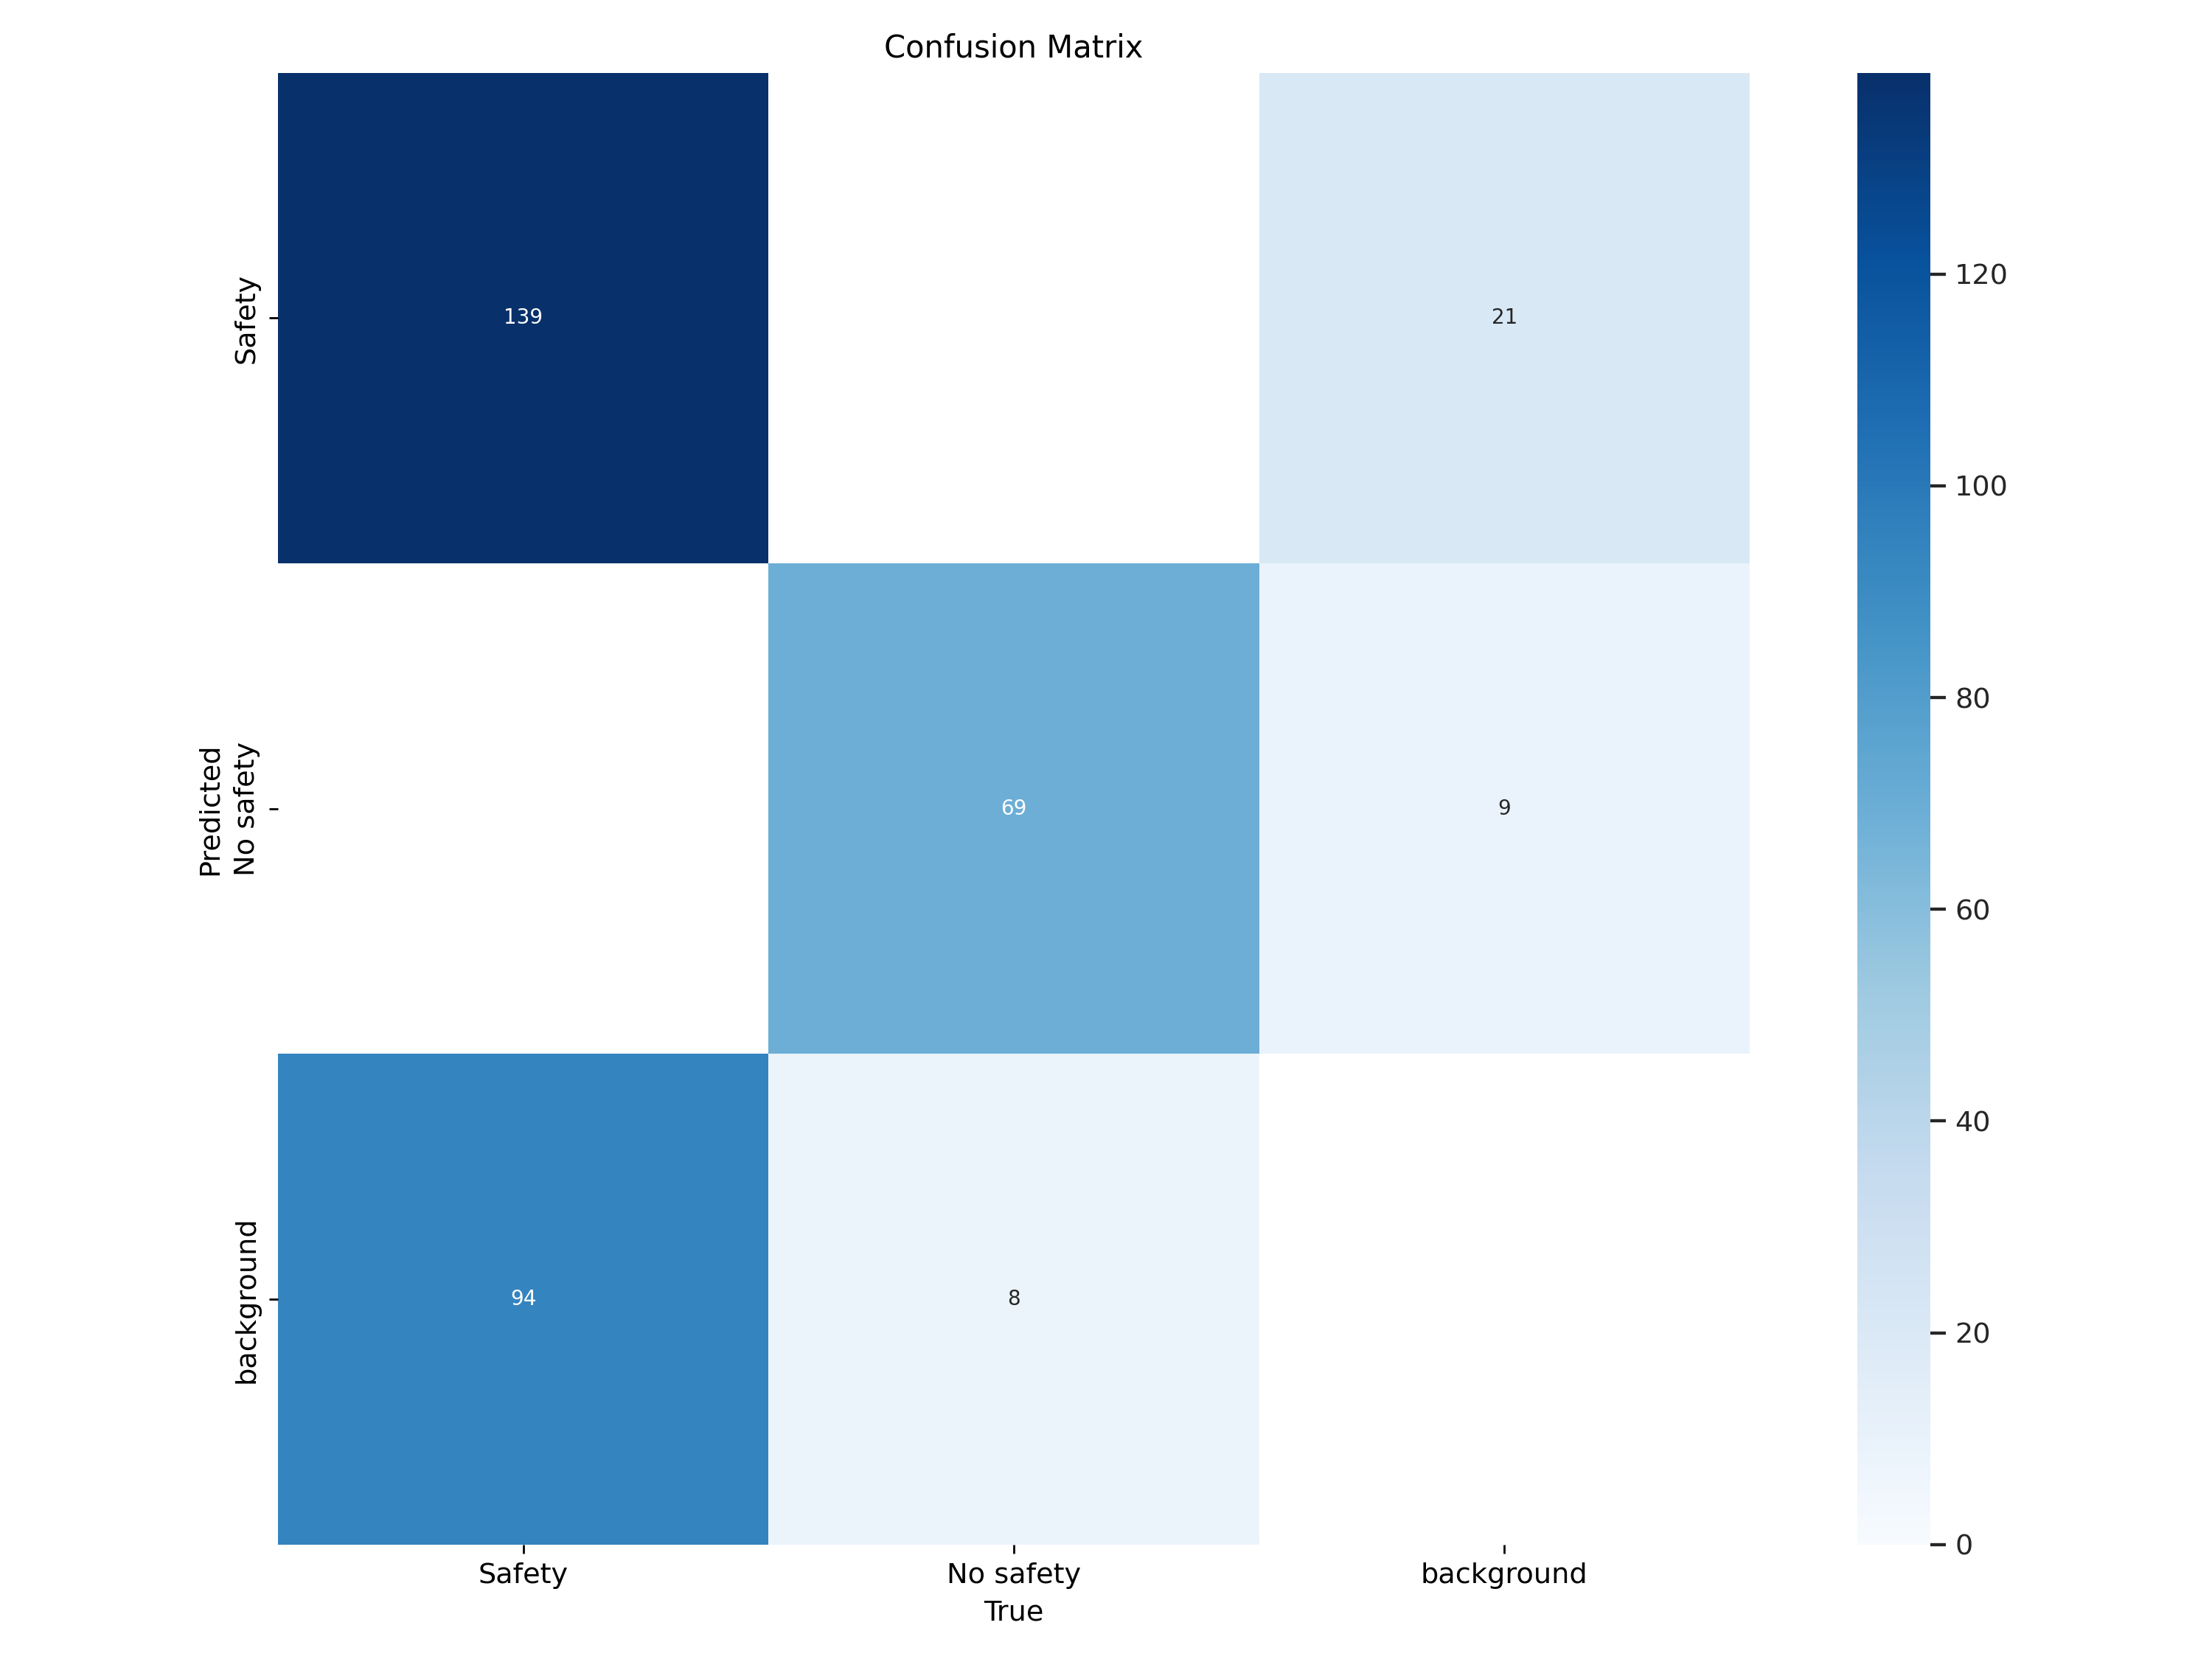 Confusion Matrix
Safety
139
21
120
100
80
Predicted
No safety
69
9
60
40
background
94
8
20
0
Safety
No safety
background
True